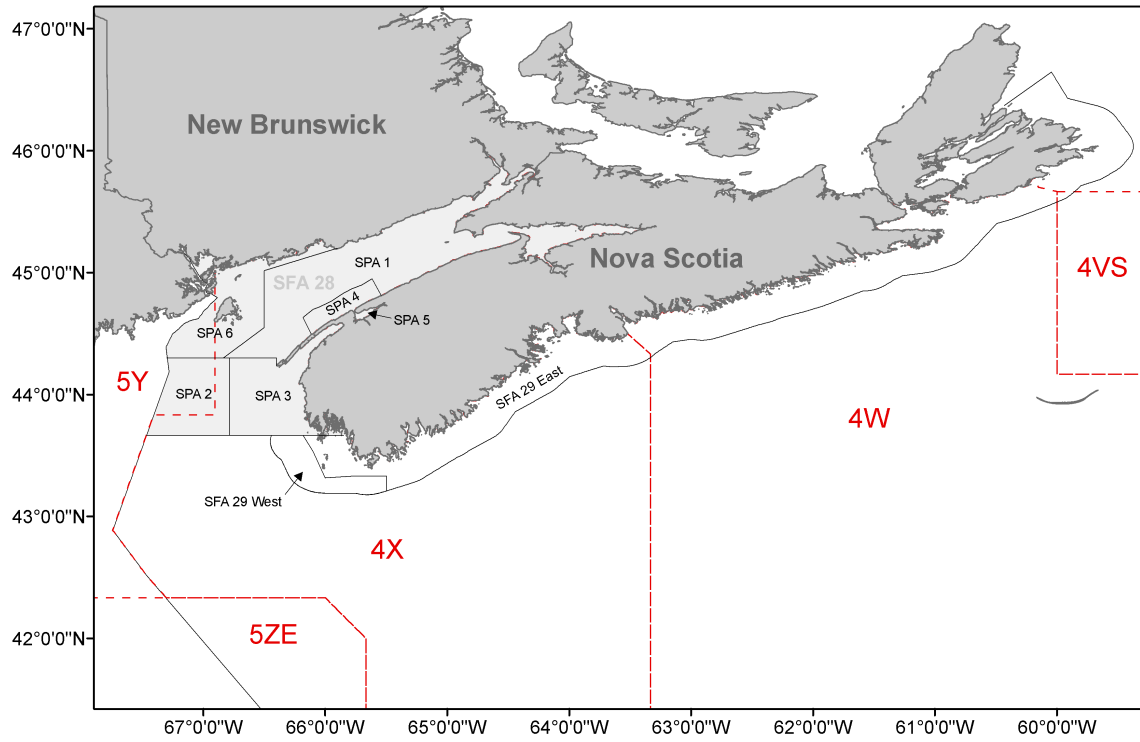 47°0'0"N
46°0'0"N
45°0'0"N
44°0'0"N
43°0'0"N
42°0'0"N
New Brunswick
Nova Scotia
SPA 1
SFA 28
SPA 4
SPA 5
SPA 6
4VS
5Y
SPA 2
SPA 3
SFA 29 East
4W
SFA 29 West
4X
5ZE
67°0'0"W
66°0'0"W
65°0'0"W
64°0'0"W
63°0'0"W
62°0'0"W
61°0'0"W
60°0'0"W